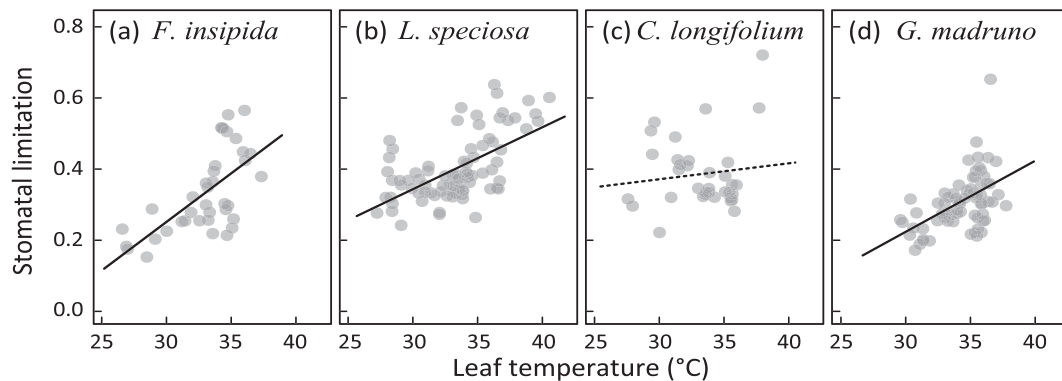 (a) F. insipida
(b) L. speciosa
(c) C. longifolium
(d) G. madruno
Stomatal limitation
0.8
0.6
0.4
0.2
0.0
25 30 35 40
25 30 35 40
25 30 35 40
25 30 35 40
Leaf temperature (°C)